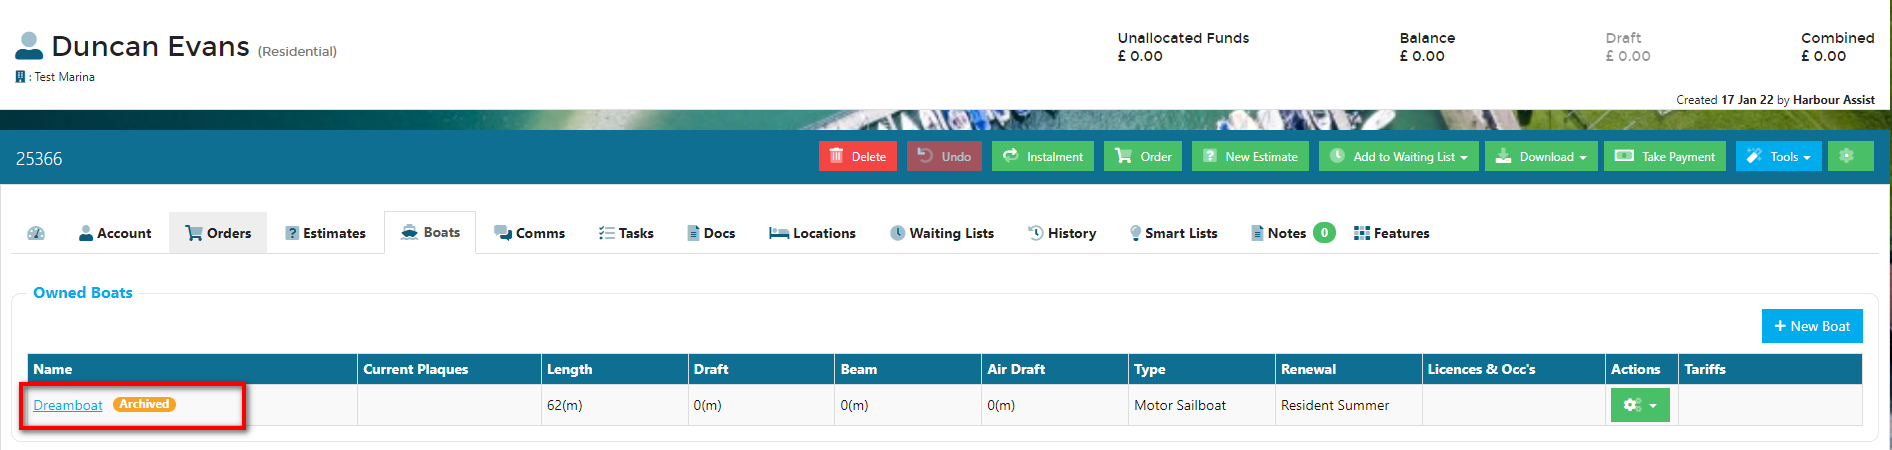 Duncan Evans (Residential)
: Test Marina
Unallocated Funds
£ 0.00
Balance
£ 0.00
Draft
£ 0.00
Combined
£ 0.00
Created 17 Jan 22 by Harbour Assist
25366
Delete
Undo
Instalment
Order
New Estimate
Add to Waiting List
Download
Take Payment
Tools
Account
Orders
Estimates
Boats
Comms
Tasks
Docs
Locations
Waiting Lists
History
Smart Lists
Notes 0
Features
Owned Boats
+ New Boat
Name Current Plaques Length Draft Beam Air Draft Type Renewal Licences & Occ's Actions Tariffs
Dreamboat Archived 62(m) 0(m) 0(m) 0(m) Motor Sailboat Resident Summer